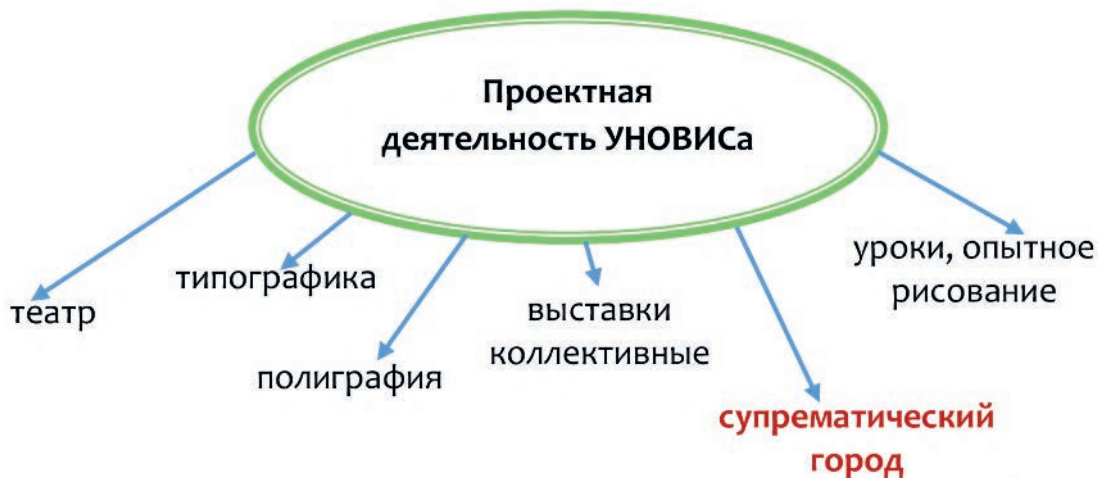 Проектная
деятельность УНОВИСа
театр
типографика
полиграфия
выставки
коллективные
супрематический
город
уроки, опытное
рисование